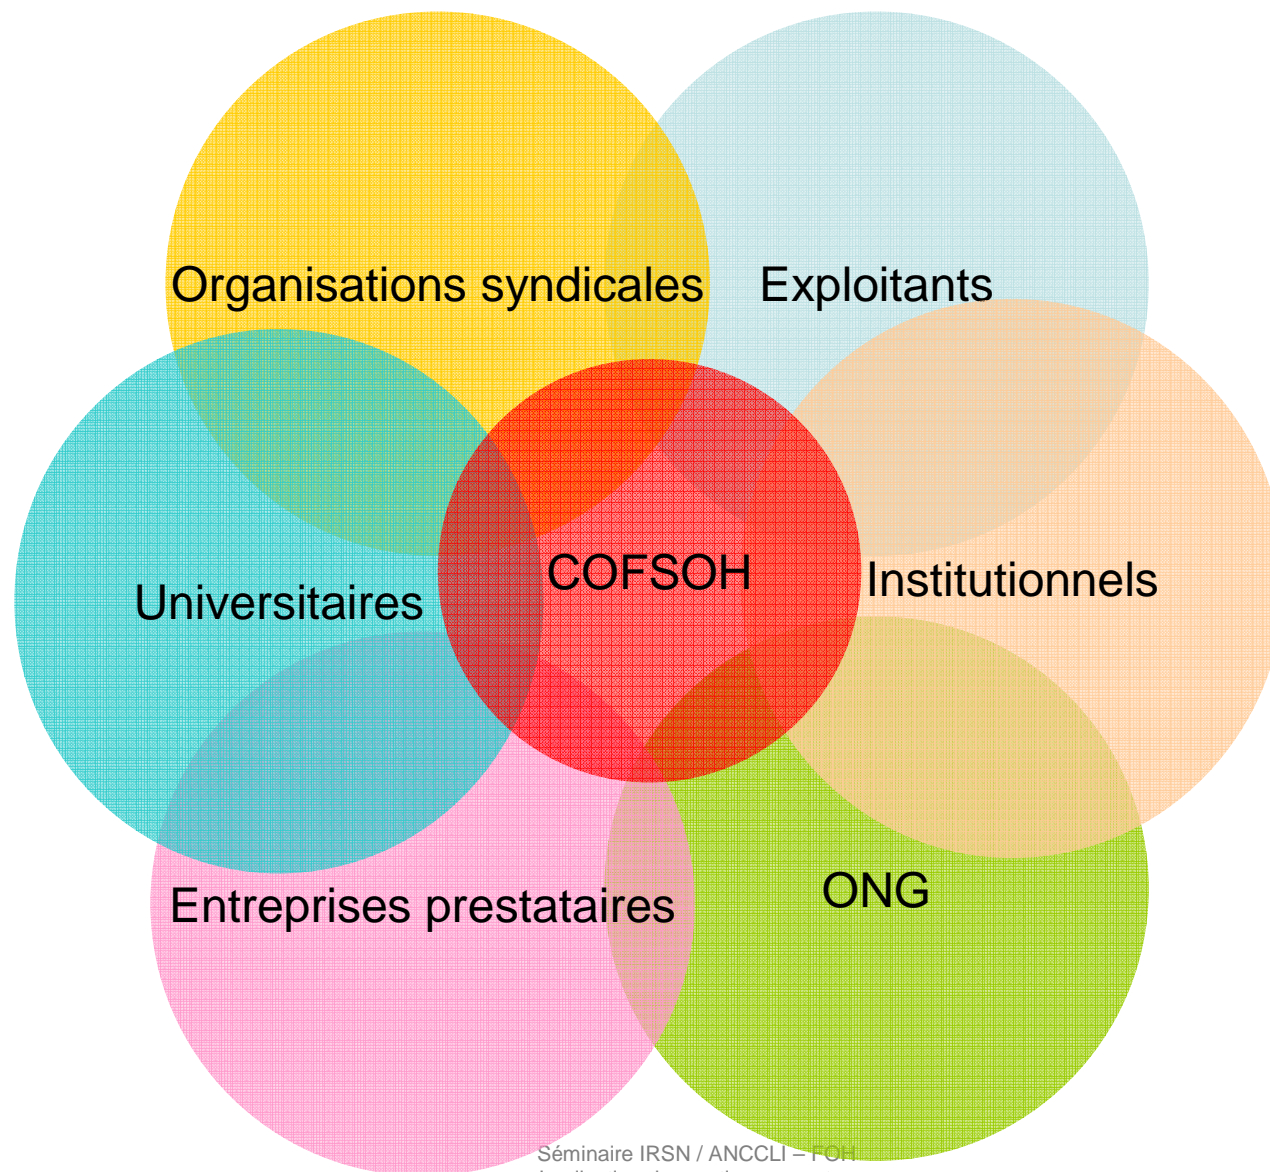 Organisations syndicales
Exploitants
COFSOH
Institutionnels
Universitaires
Entreprises prestataires
ONG
Séminaire IRSN / ANCCLI – FOH